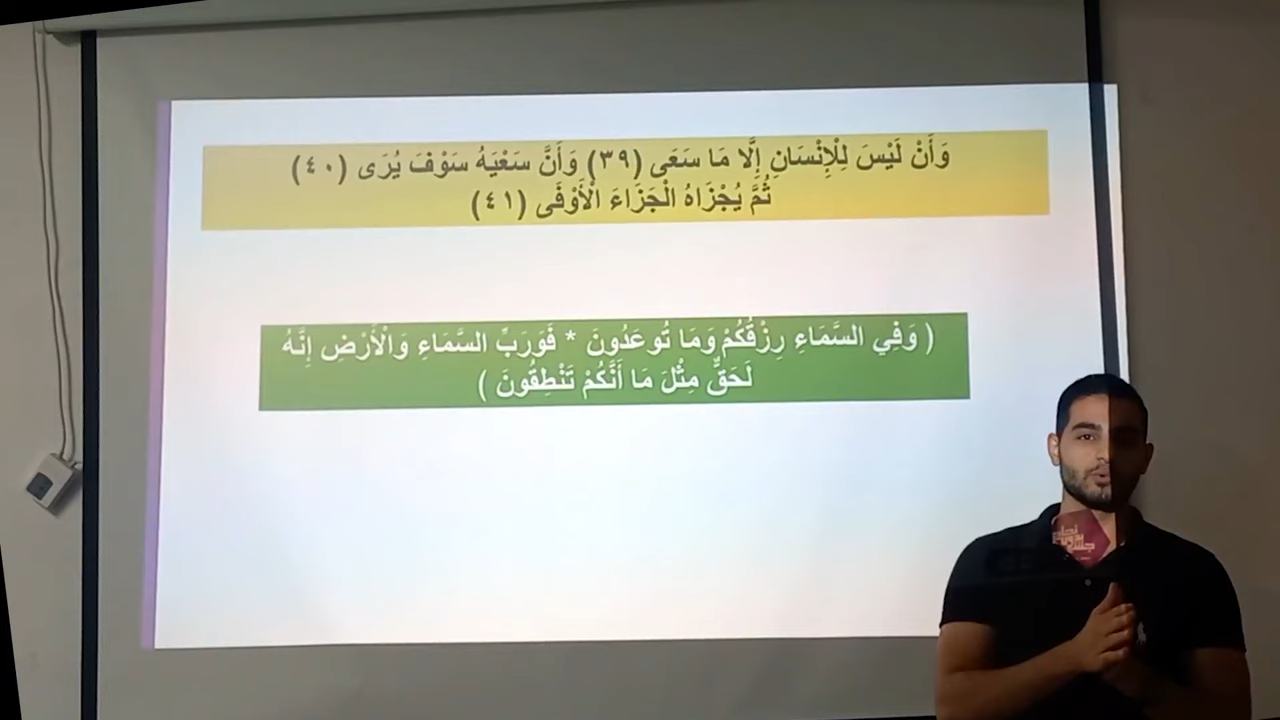 وَأَنْ لَيْسَ لِلْإِنْسَانِ إِلَّا مَا سَعَى (٣٩) وَأَنَّ سَعْيَهُ سَوْفَ يُرَى (٤٠)
ثُمَّ يُجْزَاهُ الْجَزَاءَ الْأَوْفَى (٤١)
( وَفِي السَّمَاءِ رِزْقُكُمْ وَمَا تُوعَدُونَ * فَوَرَبِّ السَّمَاءِ وَالْأَرْضِ إِنَّهُ
لَحَقٌّ مِثْلَ مَا أَنَّكُمْ تَنْطِقُونَ )